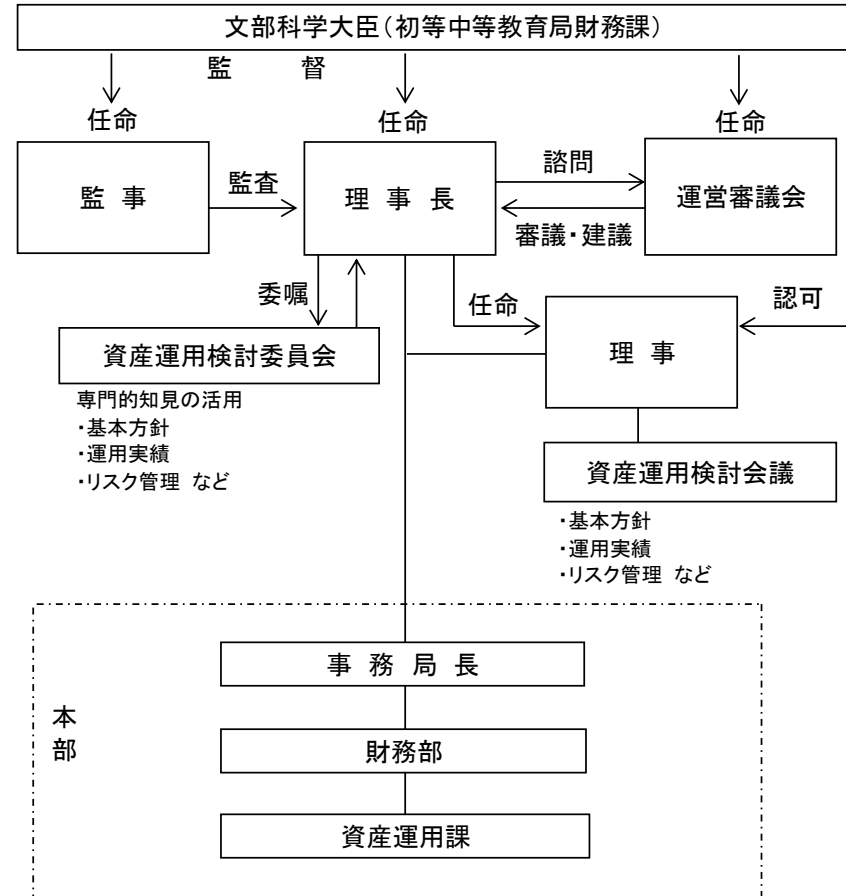 文部科学大臣（初等中等教育局財務課）
監　　督
任命
任命
任命
監　事
監査
理　事　長
諮問
審議・建議
運営審議会
委嘱
任命
認可
資産運用検討委員会
理　事
専門的知見の活用
・基本方針
・運用実績
・リスク管理 など
資産運用検討会議
・基本方針
・運用実績
・リスク管理 など
本部
事　務　局　長
財務部
資産運用課